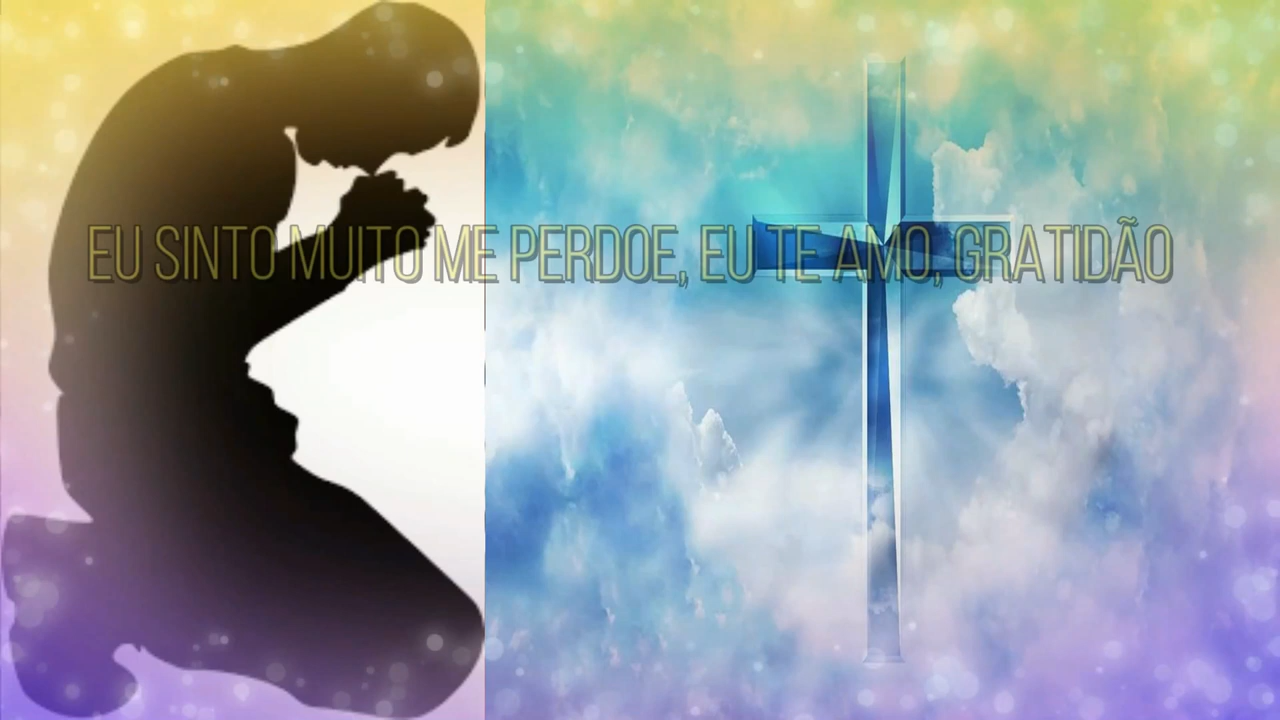 EU SINTO MUITO ME PERDOE, EU TE AMO, GRATIDÃO